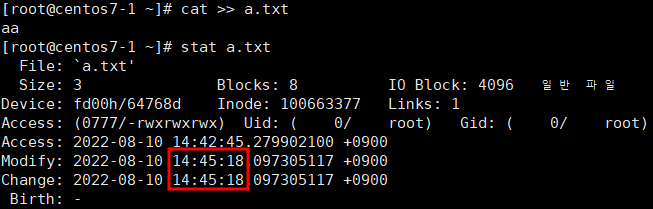 [root@centos7-1 ~]# cat >> a.txt
aa
[root@centos7-1 ~]# stat a.txt
  File: `a.txt'
  Size: 3               Blocks: 8          IO Block: 4096   일반 파일
Device: fd00h/64768d    Inode: 100663377   Links: 1
Access: (0777/-rwxrwxrwx)  Uid: (    0/    root)   Gid: (    0/    root)
Access: 2022-08-10 14:42:45.279902100 +0900
Modify: 2022-08-10 14:45:18.097305117 +0900
Change: 2022-08-10 14:45:18.097305117 +0900
 Birth: -